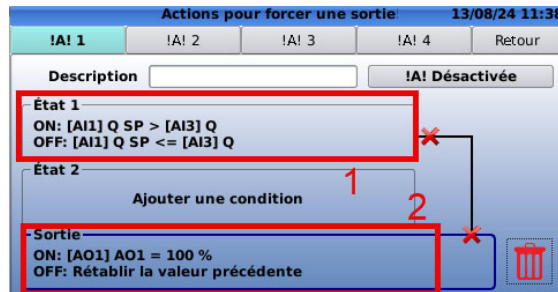 Actions pour forcer une sortie 13/08/24 11:38
!A! 1 !A! 2 !A! 3 !A! 4 Retour
Description !A! Désactivée
État 1
ON: [AI1] Q SP > [AI3] Q
OFF: [AI1] Q SP <= [AI3] Q
État 2
1
Ajouter une condition
2
Sortie
ON: [AO1] AO1 = 100 %
OFF: Rétablir la valeur précédente